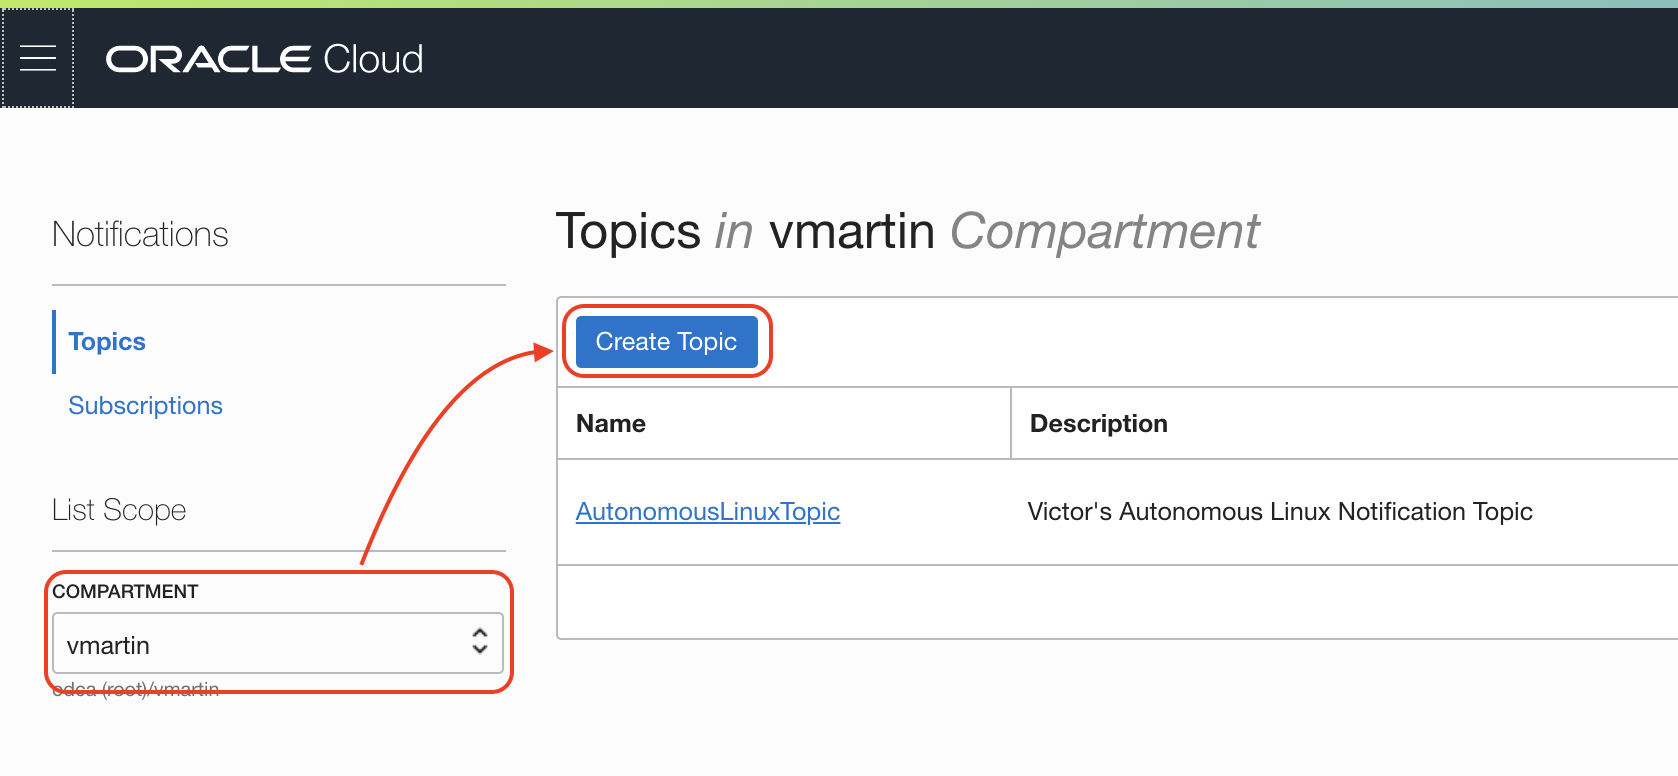 ORACLE Cloud
Notifications
Topics
Subscriptions
List Scope
COMPARTMENT
vmartin
odca (root)/vmartin
Topics in vmartin Compartment
Create Topic
Name Description
AutonomousLinuxTopic Victor's Autonomous Linux Notification Topic